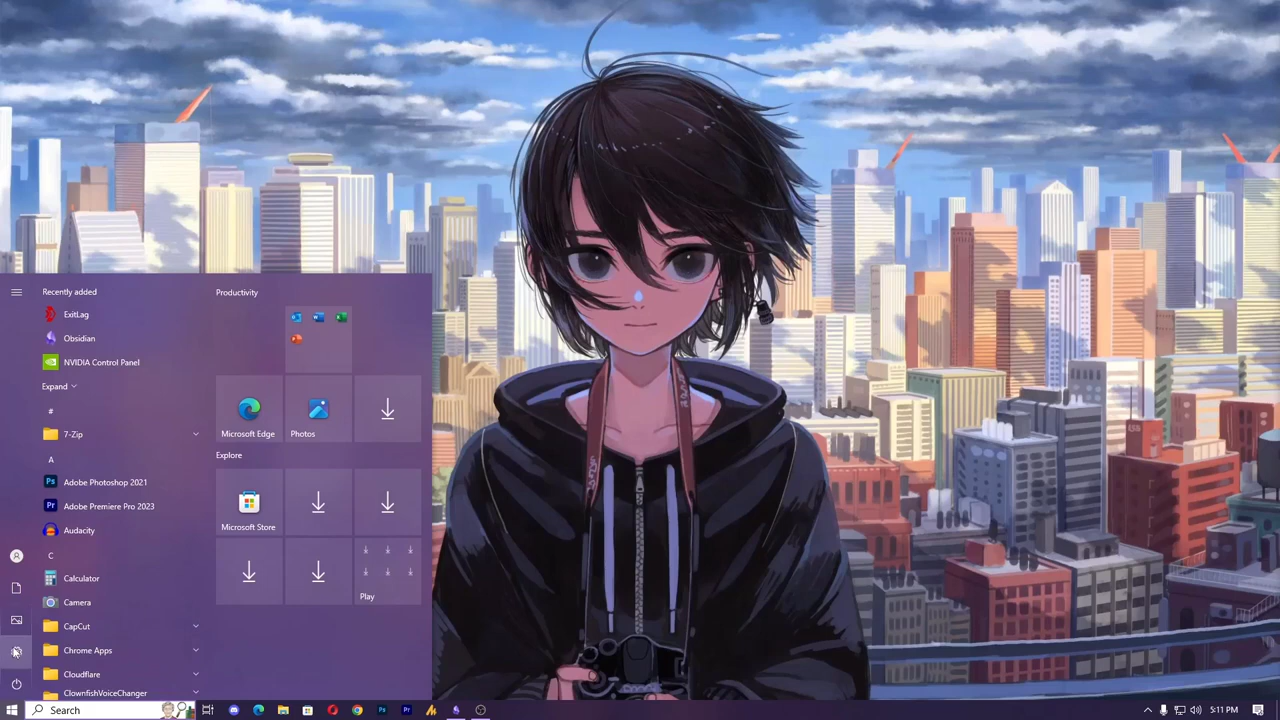 Recently added
ExitLag
Obsidian
NVIDIA Control Panel
Expand
#
7-Zip
A
Adobe Photoshop 2021
Adobe Premiere Pro 2023
Audacity
C
Calculator
Camera
CapCut
Chrome Apps
Cloudflare
ClownfishVoiceChanger
Productivity
Microsoft Edge
Photos
Explore
Microsoft Store
Play
Search
5:11 PM